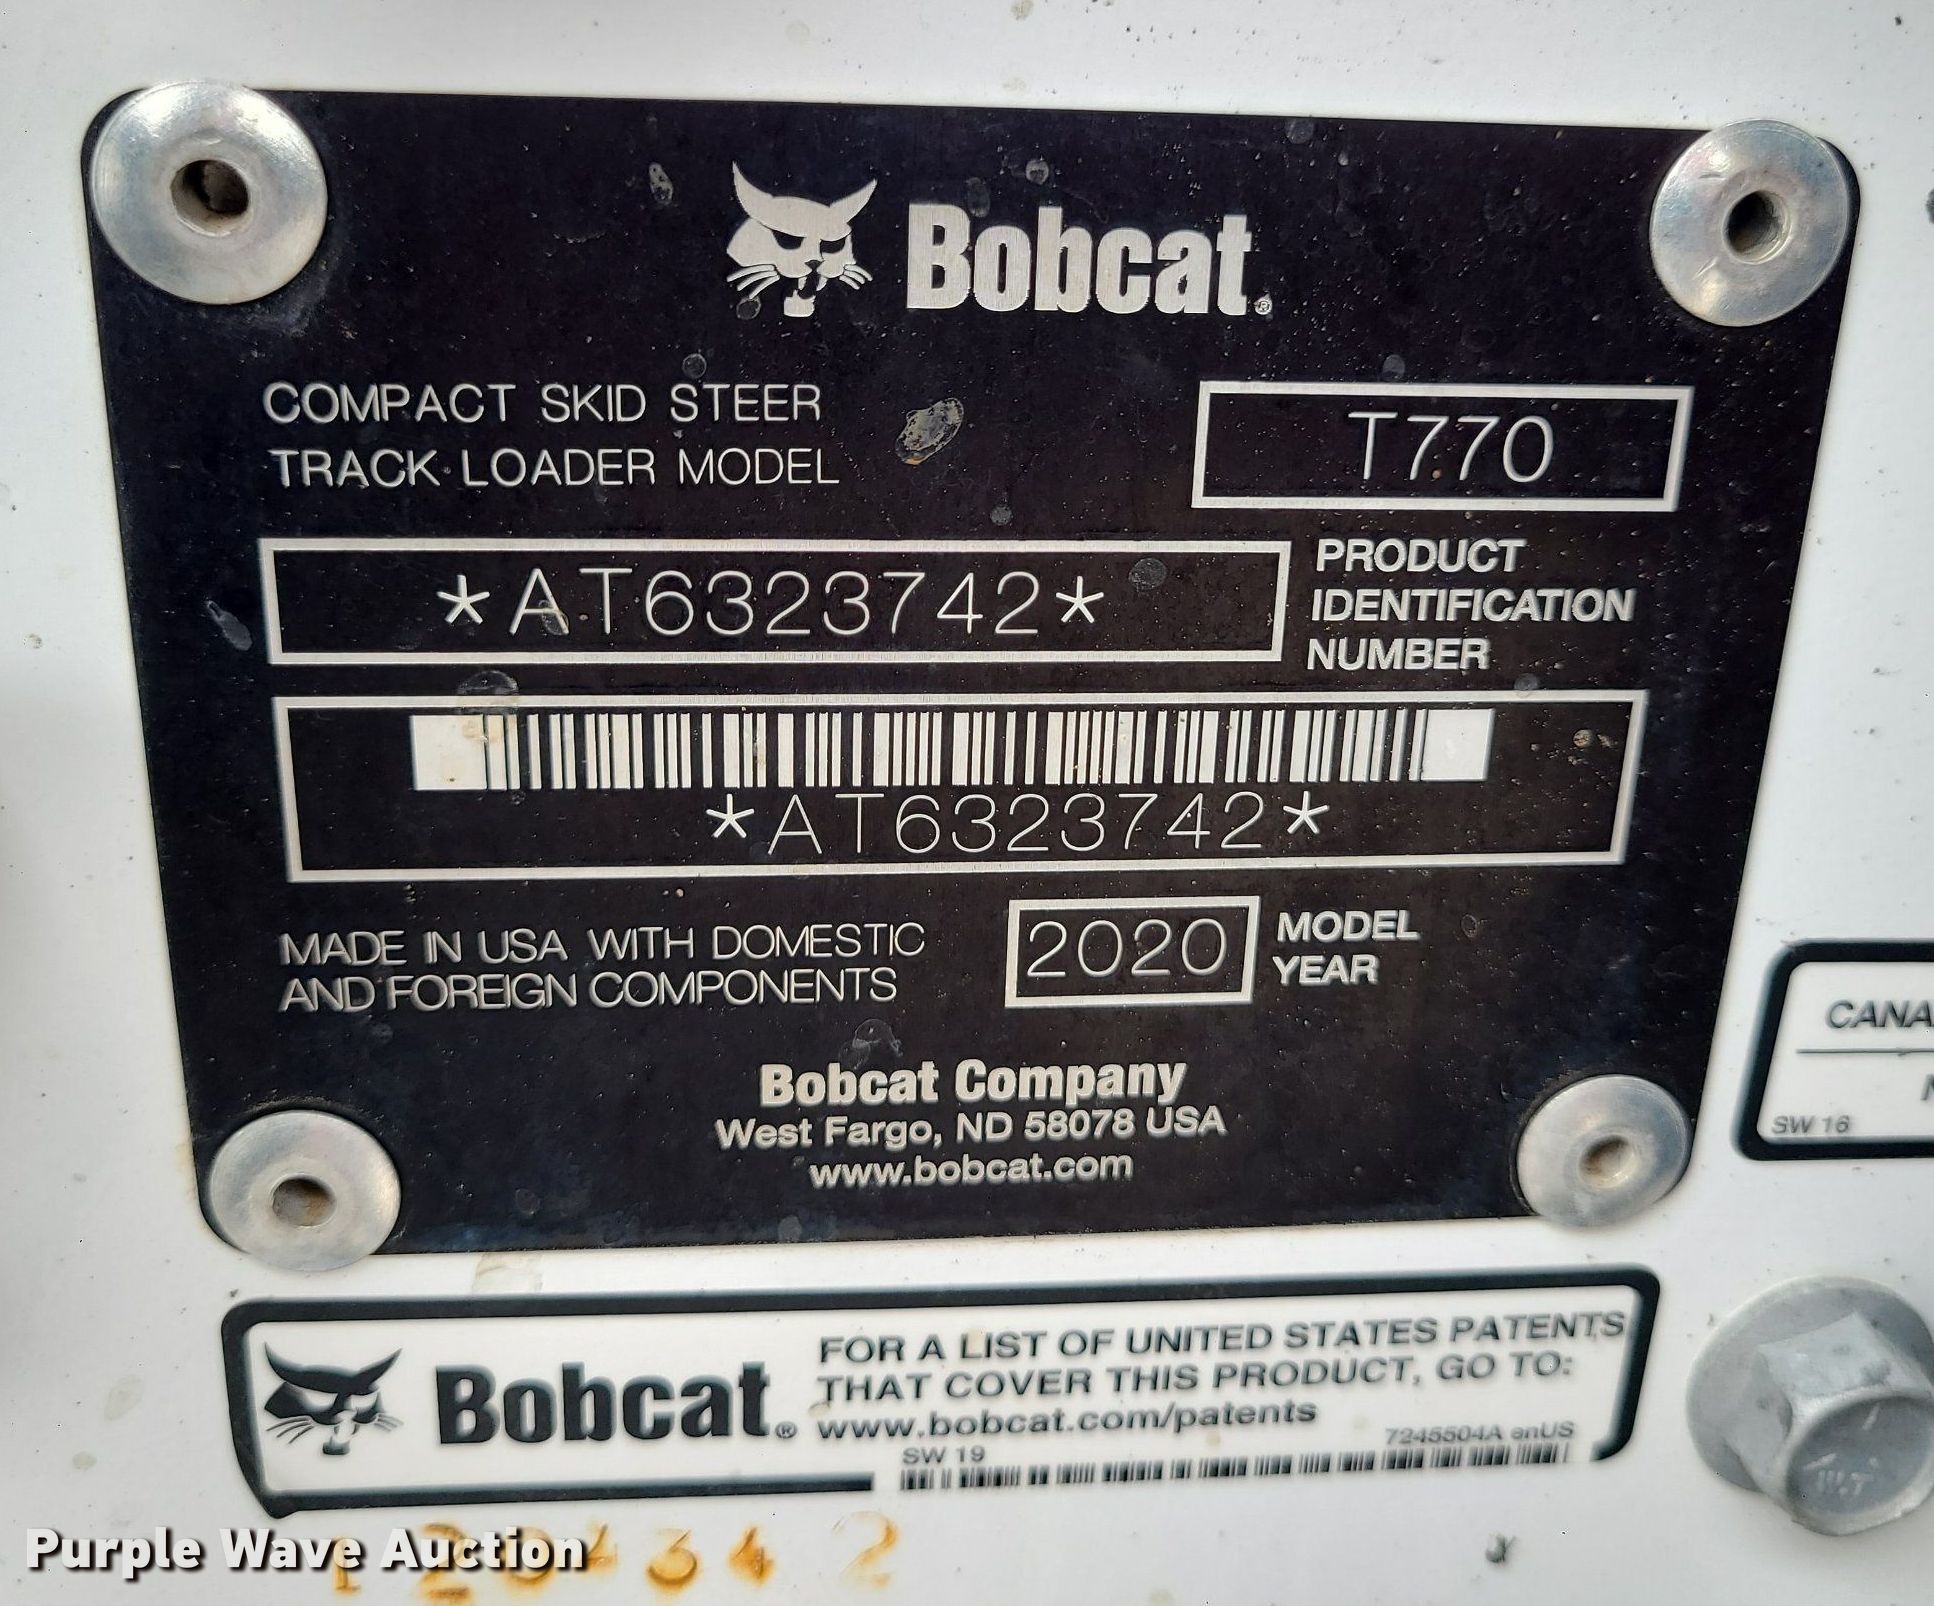 Bobcat®
COMPACT SKID STEER
TRACK LOADER MODEL
T770
*AT6323742*
PRODUCT
IDENTIFICATION
NUMBER
*AT6323742*
MADE IN USA WITH DOMESTIC
AND FOREIGN COMPONENTS
2020
MODEL
YEAR
Bobcat Company
West Fargo, ND 58078 USA
www.bobcat.com
SW 16
Bobcat®
FOR A LIST OF UNITED STATES PATENTS
THAT COVER THIS PRODUCT, GO TO:
www.bobcat.com/patents
SW 19
7245504A enUS
Purple Wave Auction